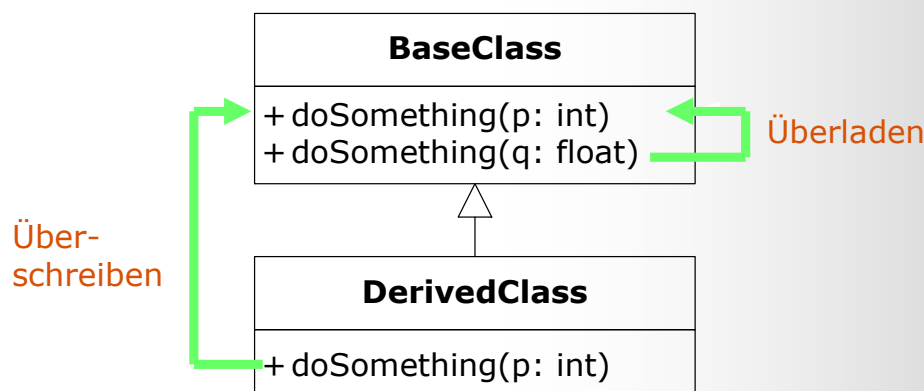 BaseClass
+ doSomething(p: int)
+ doSomething(q: float)
Überladen
Über-
schreiben
DerivedClass
+ doSomething(p: int)